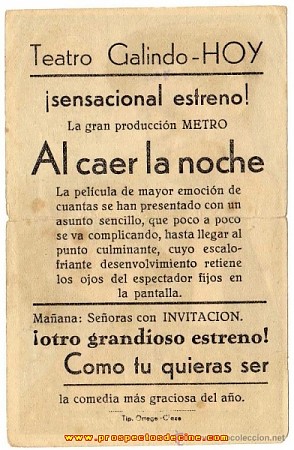 Teatro Galindo-HOY
¡sensacional estreno!
La gran producción METRO
Al caer la noche
La película de mayor emoción de
cuantas se han presentado con un
asunto sencillo, que poco a poco
se va complicando, hasta llegar al
punto culminante, cuyo escalo-
friante desenvolvimiento retiene
los ojos del espectador fijos en
la pantalla.
Mañana: Señoras con INVITACION.
¡otro grandioso estreno!
Como tu quieras ser
la comedia más graciosa del año.
Tip. Ortega-Cieza
www.prospectosdecine.com